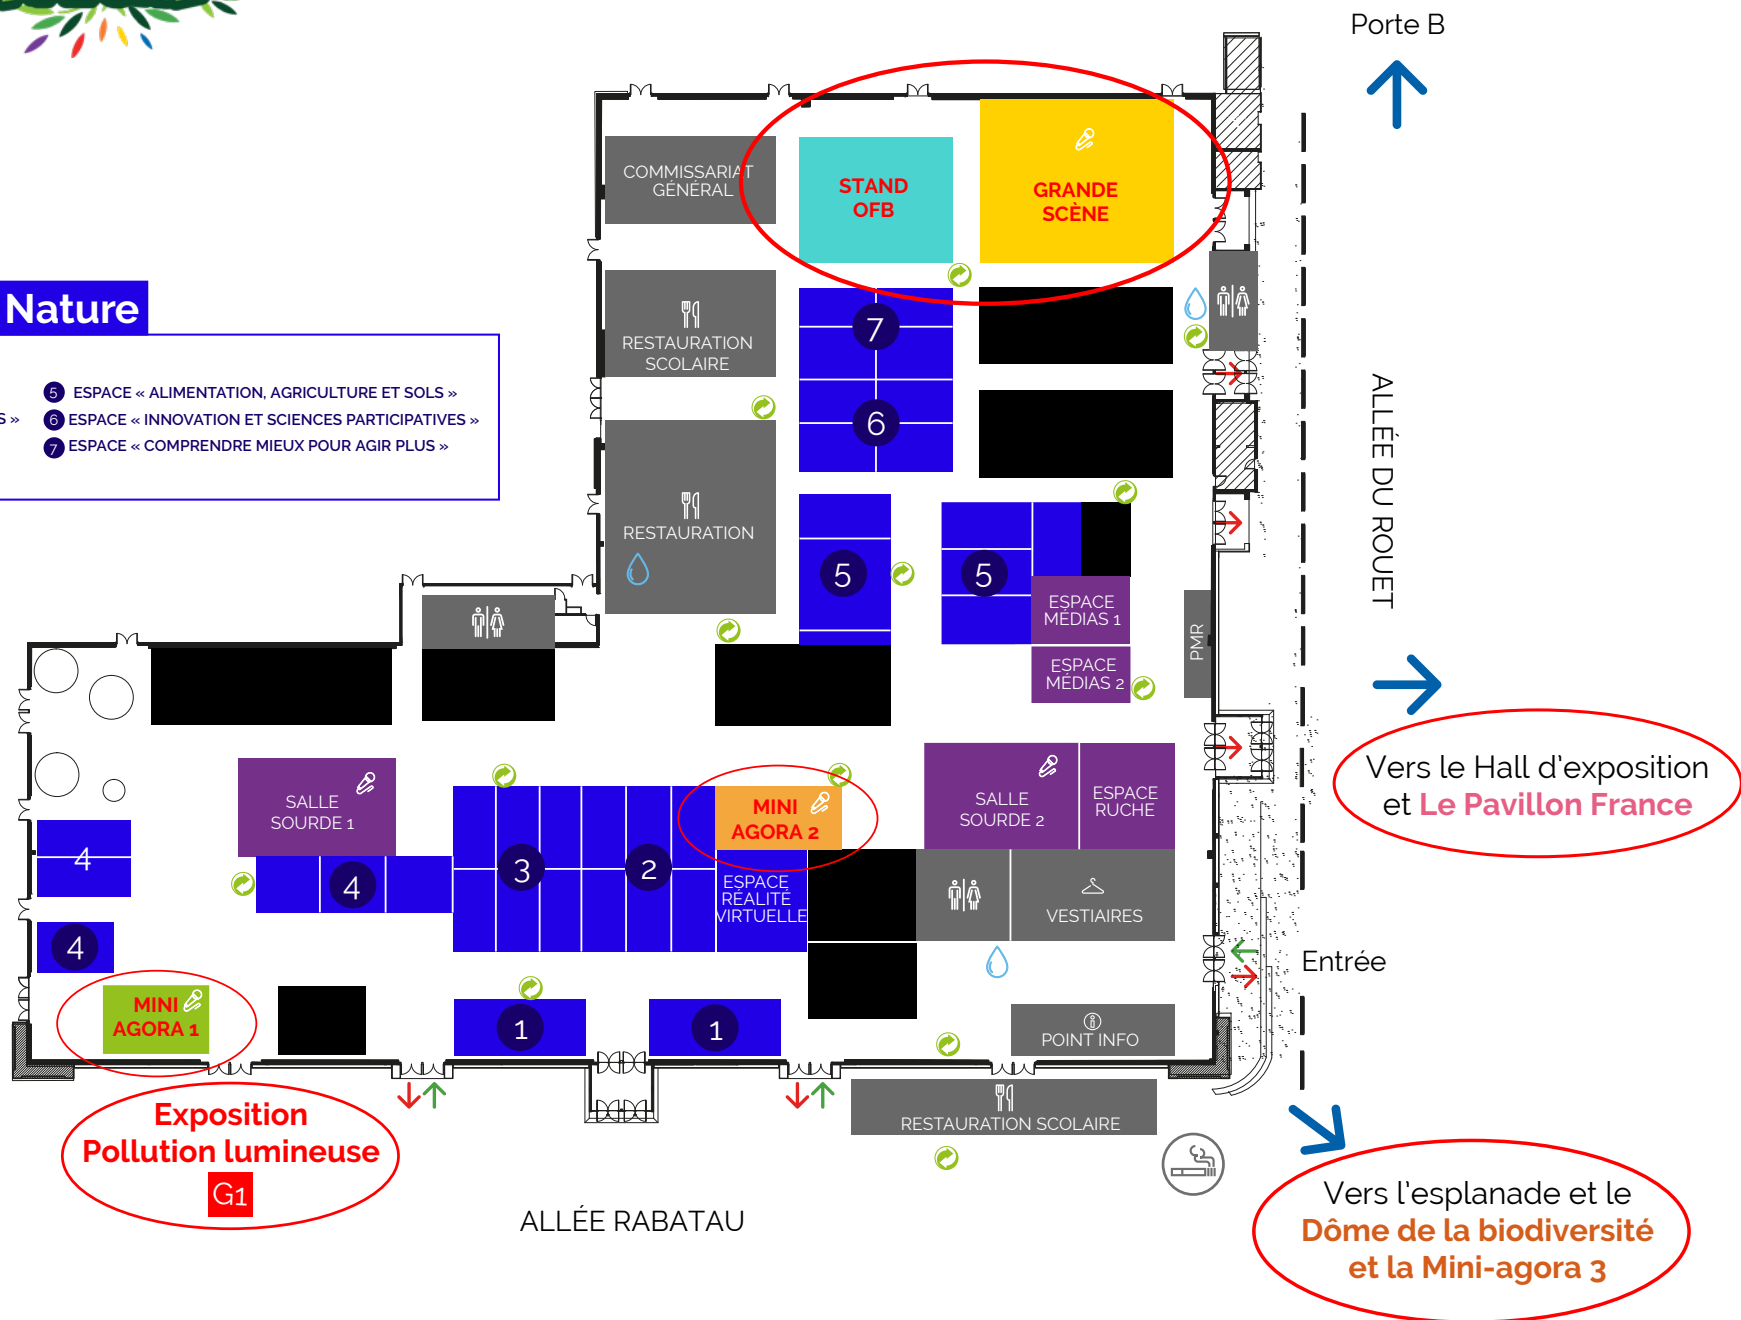 Porte B
COMMISSARIAT
GÉNÉRAL
STAND
OFB
GRANDE
SCÈNE
Nature
RESTAURATION
SCOLAIRE
7
5 ESPACE « ALIMENTATION, AGRICULTURE ET SOLS »
S » 6 ESPACE « INNOVATION ET SCIENCES PARTICIPATIVES »
7 ESPACE « COMPRENDRE MIEUX POUR AGIR PLUS »
6
ALLÉE DU ROUET
RESTAURATION
5
5
ESPACE
MÉDIAS 1
PMR
ESPACE
MÉDIAS 2
Vers le Hall d'exposition
et Le Pavillon France
SALLE
SOURDE 1
MINI
AGORA 2
SALLE
SOURDE 2
ESPACE
RUCHE
4
4
3
2
ESPACE
RÉALITÉ
VIRTUELLE
VESTIAIRES
4
Entrée
MINI
AGORA 1
1
1
POINT INFO
Exposition
Pollution lumineuse
G1
RESTAURATION SCOLAIRE
ALLÉE RABATAU
Vers l'esplanade et le
Dôme de la biodiversité
et la Mini-agora 3